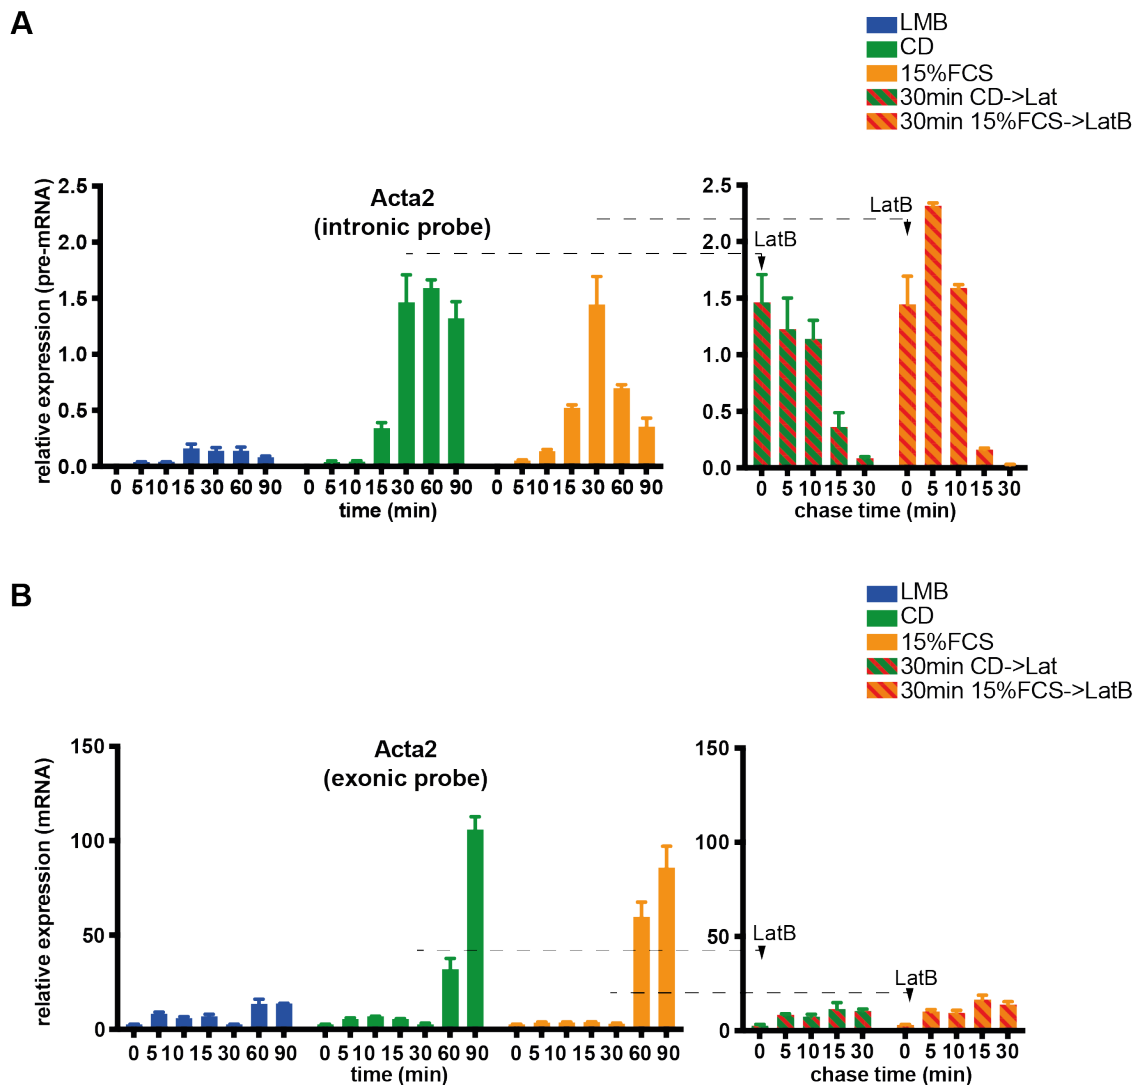 A
LMB
CD
15%FCS
30min CD->Lat
30min 15%FCS->LatB
relative expression (pre-mRNA)
2.5
2.0
1.5
1.0
0.5
0.0
Acta2
(intronic probe)
0 5 10 15 30 60 90 0 5 10 15 30 60 90 0 5 10 15 30 60 90
time (min)
2.5
2.0
1.5
1.0
0.5
0.0
LatB
LatB
0 5 10 15 30 0 5 10 15 30
chase time (min)
B
LMB
CD
15%FCS
30min CD->Lat
30min 15%FCS->LatB
relative expression (mRNA)
150
100
50
0
Acta2
(exonic probe)
0 5 10 15 30 60 90 0 5 10 15 30 60 90 0 5 10 15 30 60 90
time (min)
150
100
50
0
LatB
LatB
0 5 10 15 30 0 5 10 15 30
chase time (min)